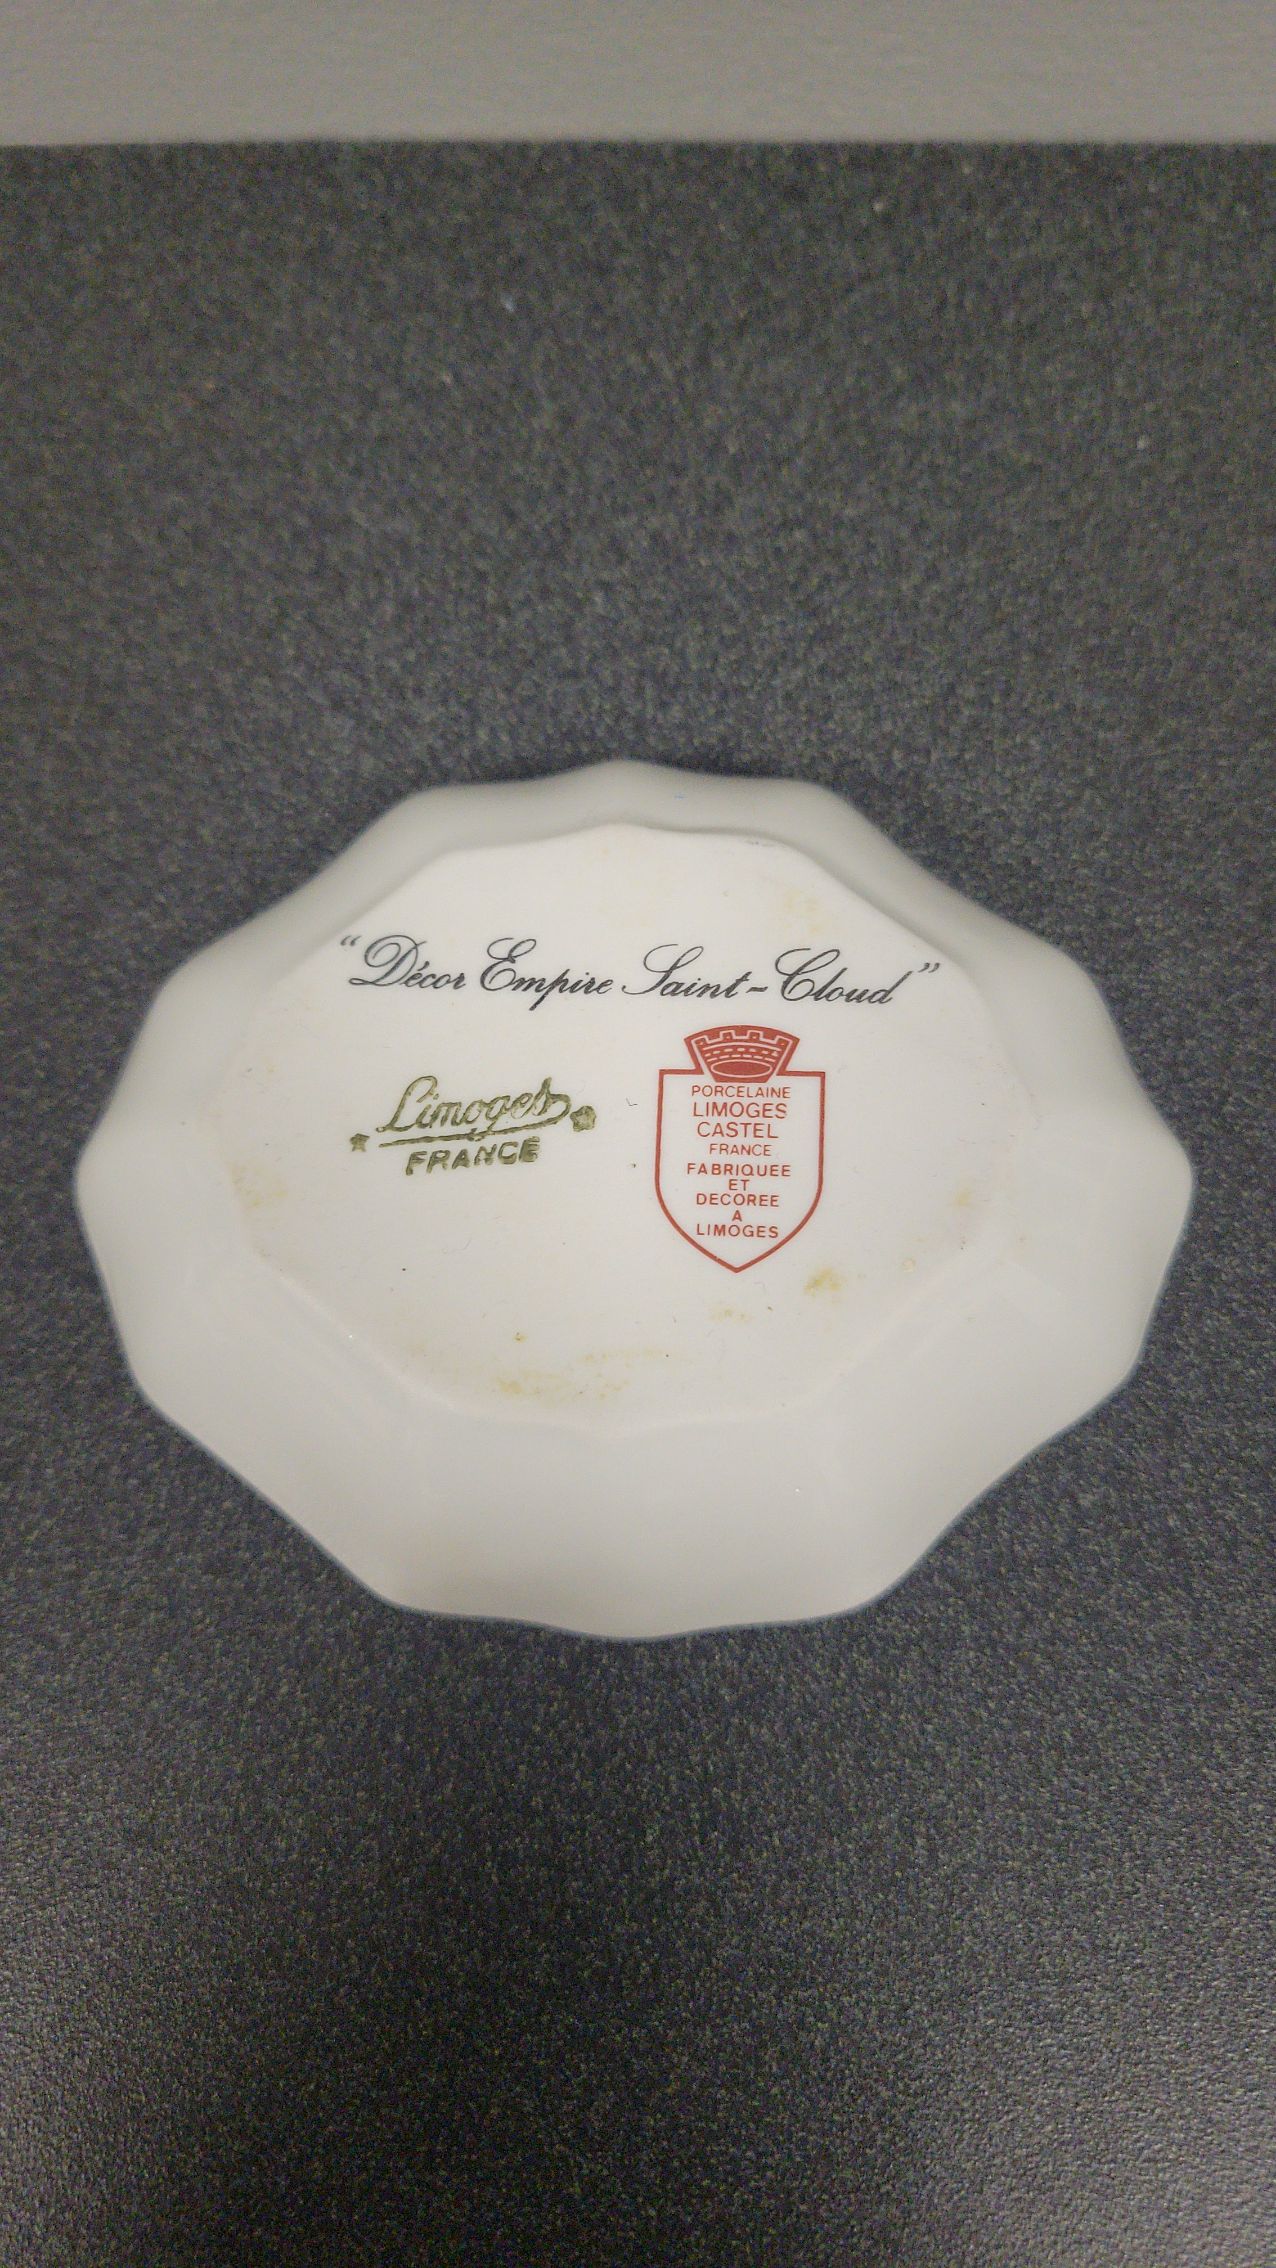 "Décor Empire Saint-Cloud"
Limoges
FRANCE
PORCELAINE
LIMOGES
CASTEL
FRANCE
FABRIQUEE
ET
DECOREE
A
LIMOGES